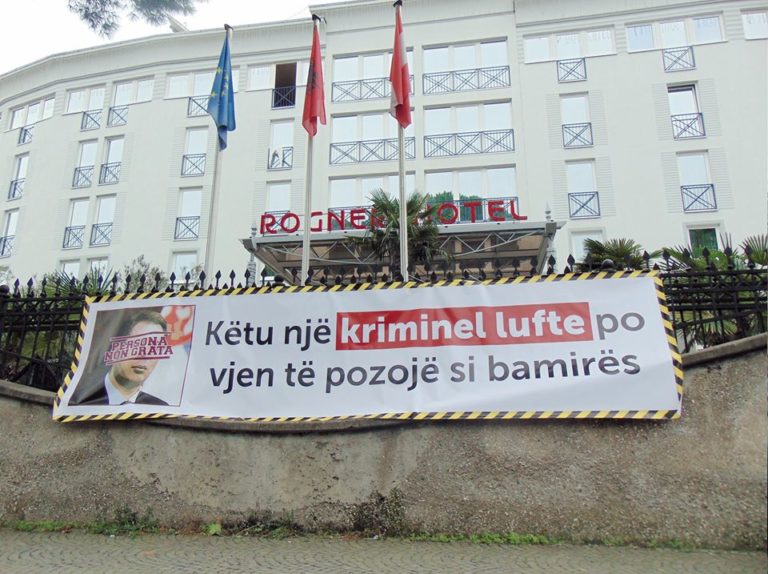 ROGNER HOTEL
PERSONA
NON GRATA
Këtu një kriminel lufte po
vjen të pozojë si bamirës